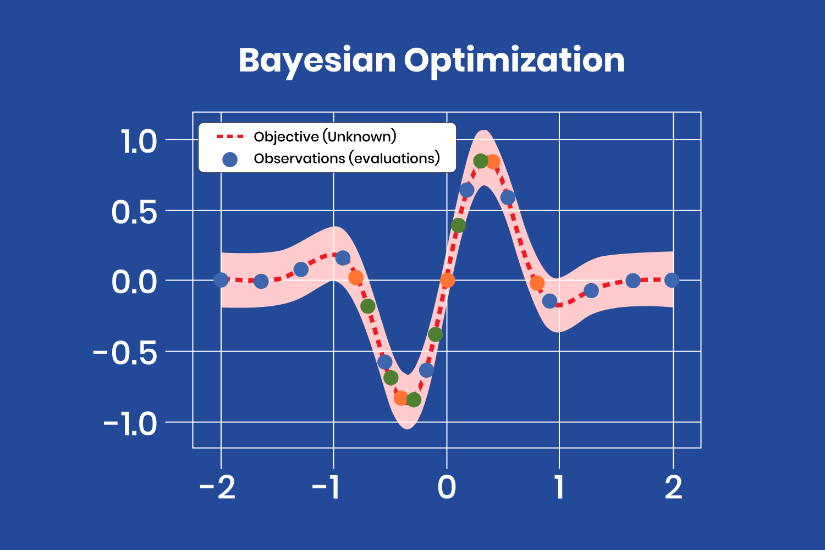 Bayesian Optimization
Objective (Unknown)
Observations (evaluations)
1.0
0.5
0.0
−0.5
−1.0
−2 −1 0 1 2